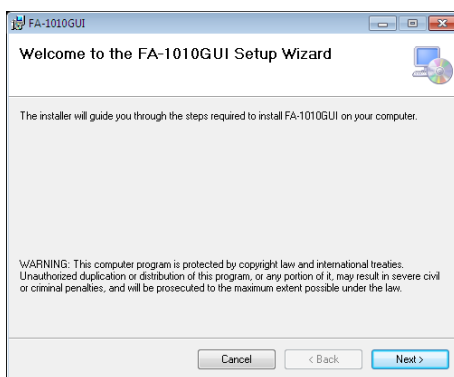 FA-1010GUI
Welcome to the FA-1010GUI Setup Wizard
The installer will guide you through the steps required to install FA-1010GUI on your computer.
WARNING: This computer program is protected by copyright law and international treaties.
Unauthorized duplication or distribution of this program, or any portion of it, may result in severe civil
or criminal penalties, and will be prosecuted to the maximum extent possible under the law.
Cancel < Back Next >